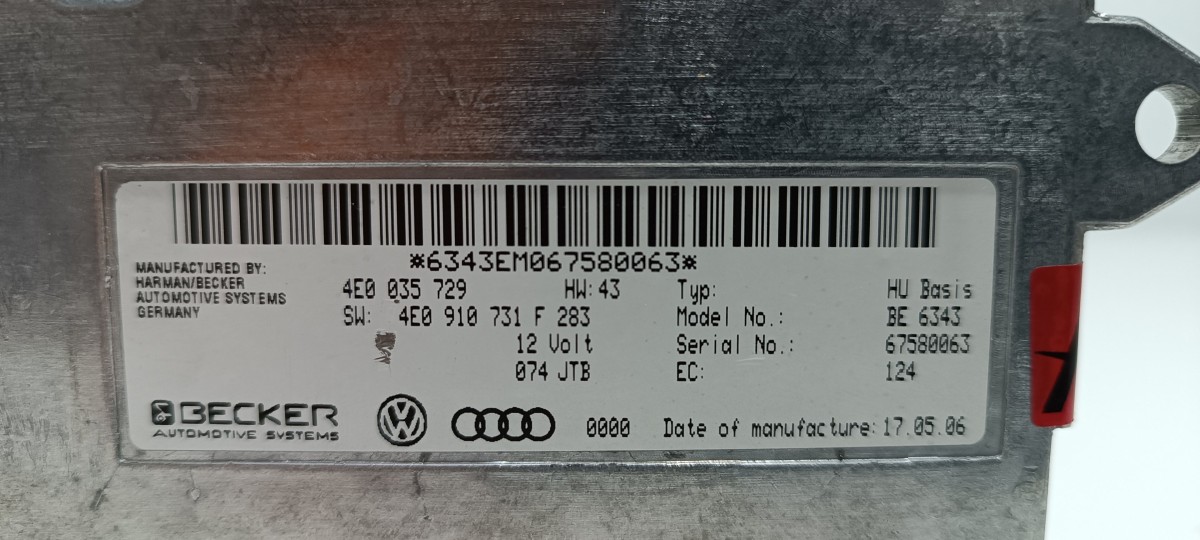 *6343EM067580063*
MANUFACTURED BY:
HARMAN/BECKER
AUTOMOTIVE SYSTEMS
GERMANY
4E0 035 729 HW: 43
SW: 4E0 910 731 F 283
12 Volt
074 JTB
Typ: HU Basis
Model No.: BE 6343
Serial No.: 67580063
EC: 124
BECKER
AUTOMOTIVE SYSTEMS
VW
0000 Date of manufacture: 17.05.06